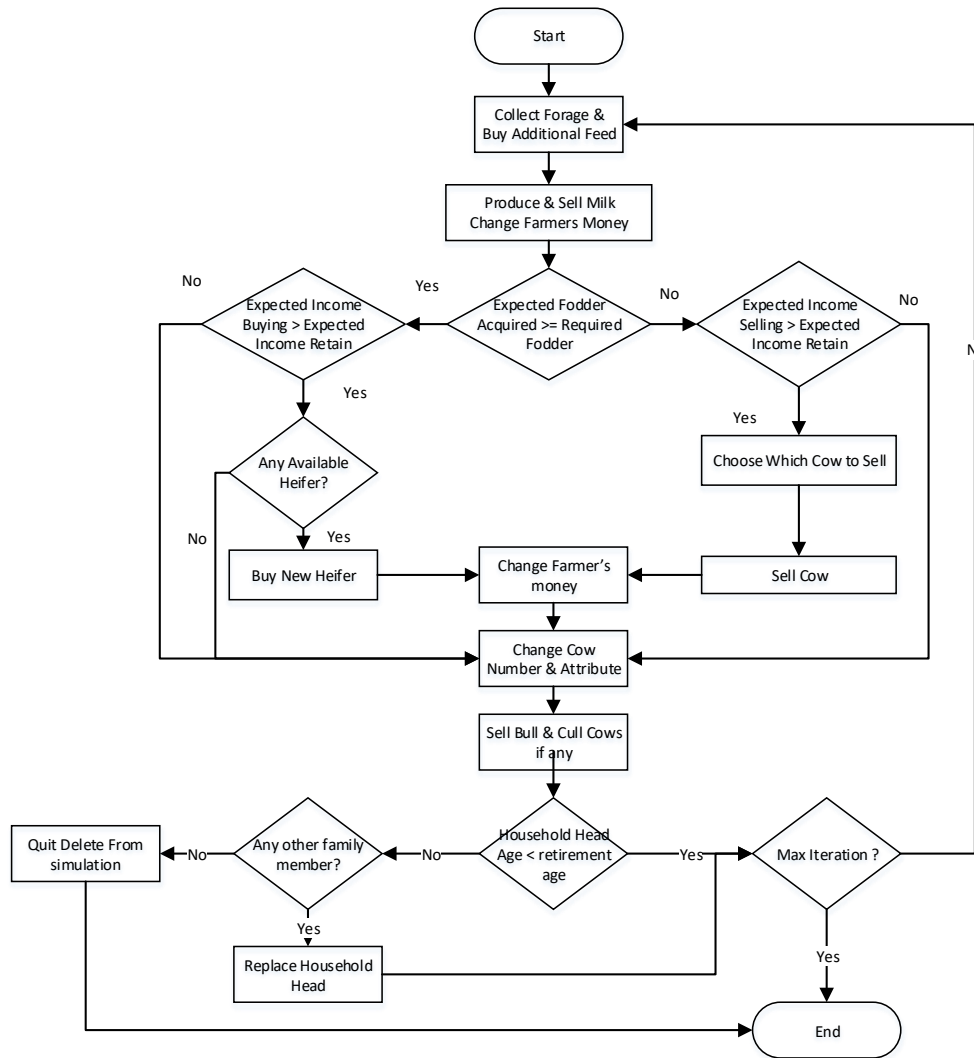 Start
Collect Forage &
Buy Additional Feed
Produce & Sell Milk
Change Farmers Money
No
Expected Income
Buying > Expected
Income Retain
Yes
Expected Fodder
Acquired >= Required
Fodder
No
Expected Income
Selling > Expected
Income Retain
No
N
Yes
Yes
Any Available
Heifer?
Choose Which Cow to Sell
No
Yes
Buy New Heifer
Change Farmer’s
money
Sell Cow
Change Cow
Number & Attribute
Sell Bull & Cull Cows
if any
Quit Delete From
simulation
No
Any other family
member?
No
Household Head
Age < retirement
age
Yes
Max Iteration ?
Yes
Replace Household
Head
Yes
End